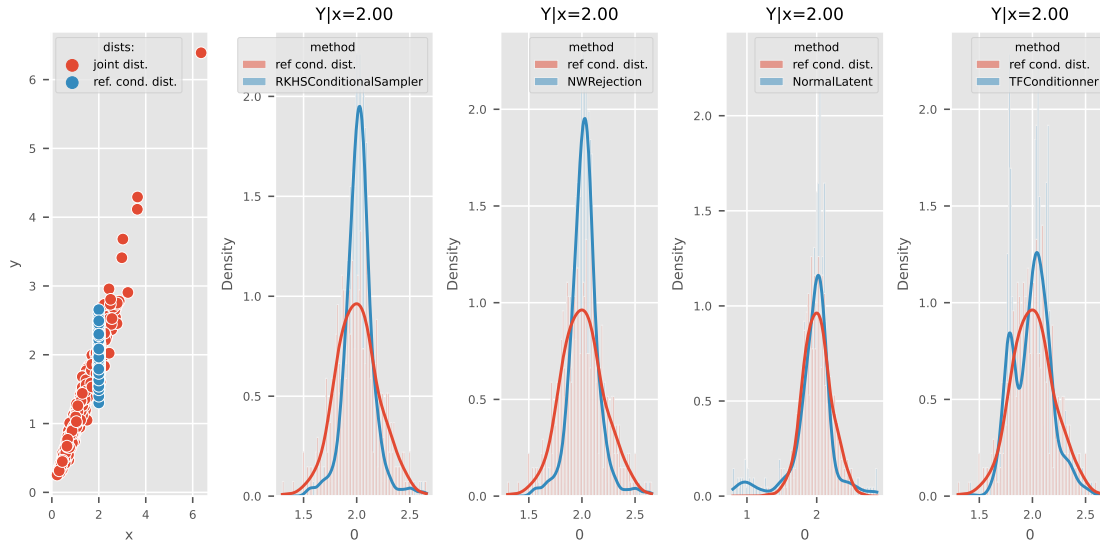 Y|x=2.00
Y|x=2.00
Y|x=2.00
Y|x=2.00
dists:
joint dist.
ref. cond. dist.
method
ref cond. dist.
RKHSConditionalSampler
method
ref cond. dist.
NWRejection
method
ref cond. dist.
NormalLatent
method
ref cond. dist.
TFConditionner
y
6
5
4
3
2
1
0
0 2 4 6
x
Density
2.0
1.5
1.0
0.5
0.0
1.5 2.0 2.5
0
Density
2.0
1.5
1.0
0.5
0.0
1.5 2.0 2.5
0
Density
2.0
1.5
1.0
0.5
0.0
1 2
0
Density
2.0
1.5
1.0
0.5
0.0
1.5 2.0 2.5
0